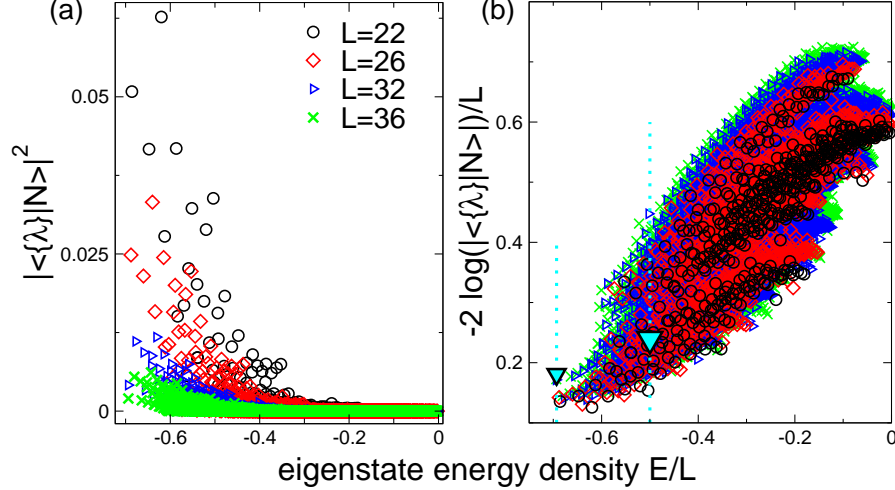 (a)
(b)
L=22
L=26
L=32
L=36
|<{λ}|N>|²
0.05
0.025
0
-0.6
-0.4
-0.2
0
-2 log(|<{λ}|N>|)/L
0.6
0.4
0.2
-0.6
-0.4
-0.2
0
eigenstate energy density E/L